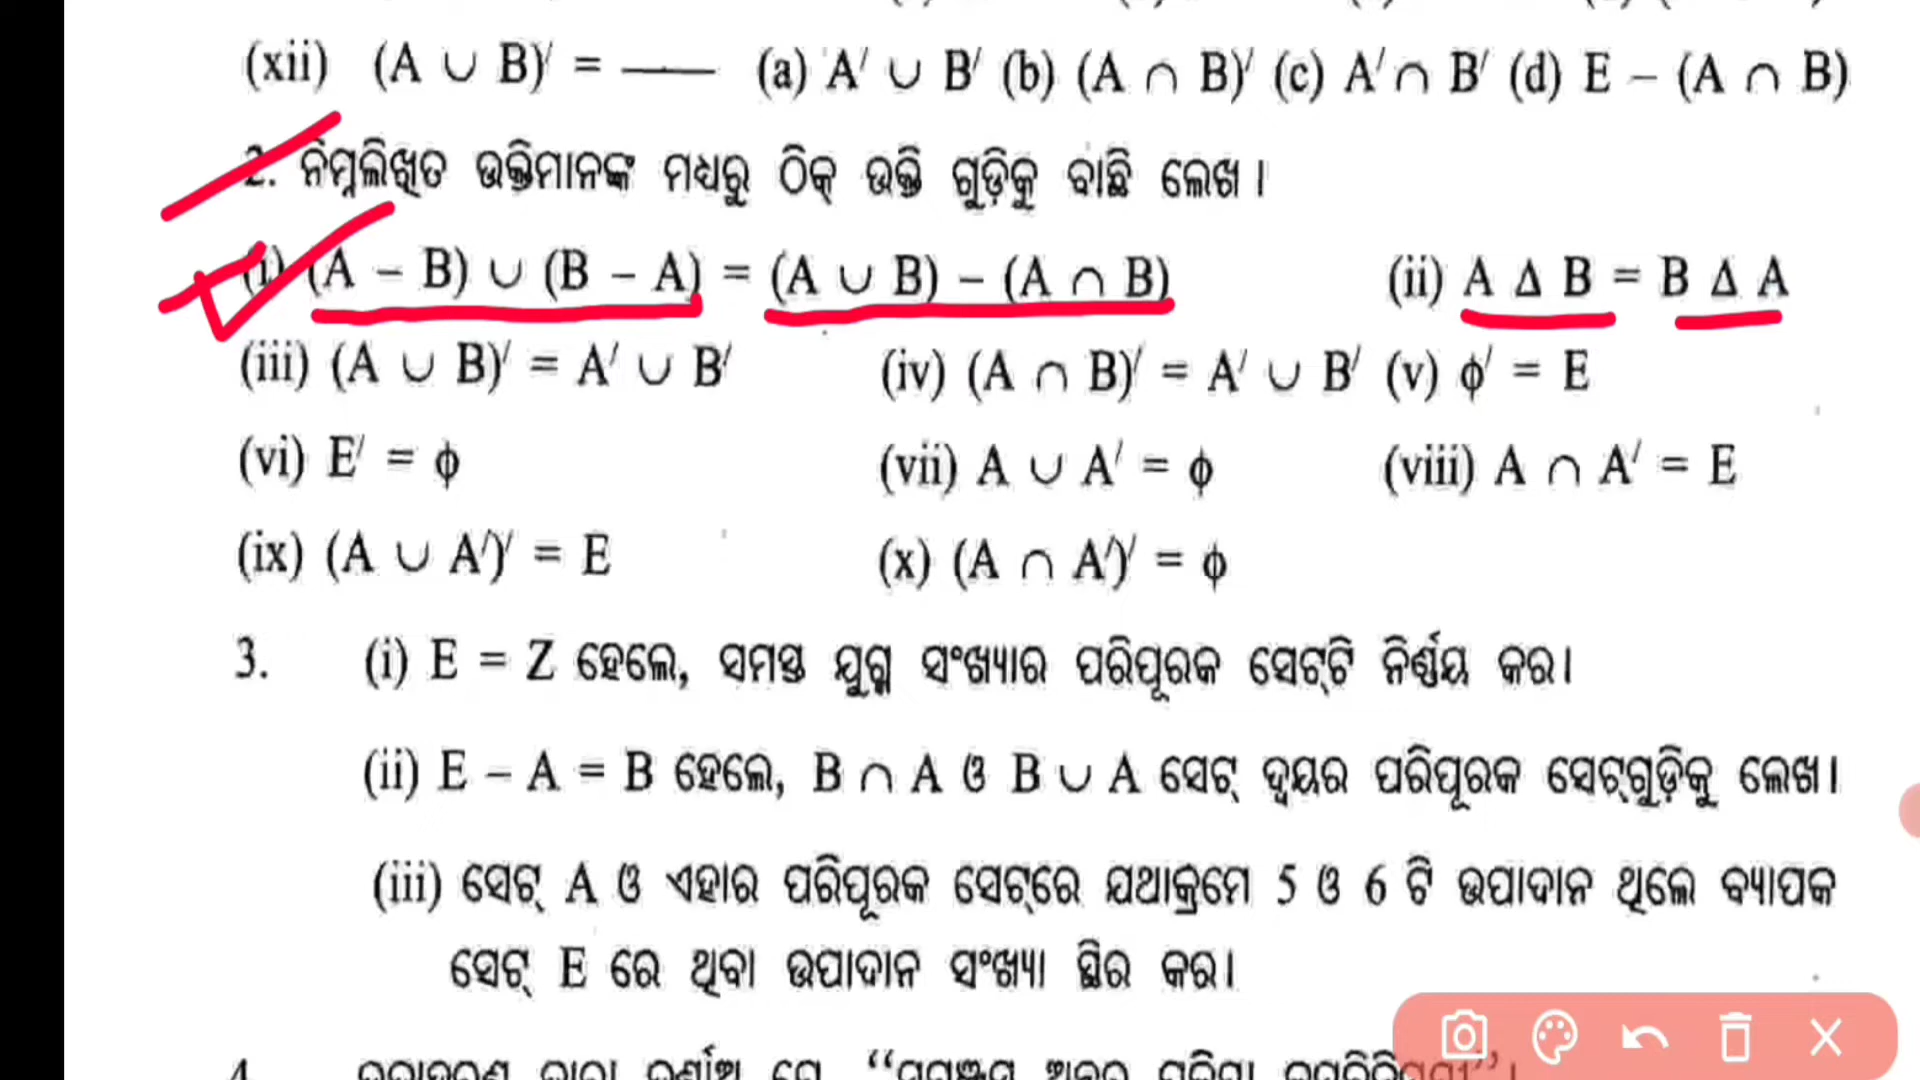 (xii) (A ∪ B)′ = —— (a) A′ ∪ B′ (b) (A ∩ B)′ (c) A′ ∩ B′ (d) E – (A ∩ B)
2. ନିମ୍ନଲିଖିତ ଉକ୍ତିମାନଙ୍କ ମଧ୍ୟରୁ ଠିକ୍ ଉକ୍ତି ଗୁଡ଼ିକୁ ବାଛି ଲେଖ ।
(i) (A – B) ∪ (B – A) = (A ∪ B) – (A ∩ B) (ii) A Δ B = B Δ A
(iii) (A ∪ B)′ = A′ ∪ B′ (iv) (A ∩ B)′ = A′ ∪ B′ (v) ϕ′ = E
(vi) E′ = ϕ (vii) A ∪ A′ = ϕ (viii) A ∩ A′ = E
(ix) (A ∪ A′)′ = E (x) (A ∩ A′)′ = ϕ
3. (i) E = Z ହେଲେ, ସମସ୍ତ ଯୁଗ୍ମ ସଂଖ୍ୟାର ପରିପୂରକ ସେଟ୍‌ଟି ନିର୍ଣ୍ଣୟ କର।
(ii) E – A = B ହେଲେ, B ∩ A ଓ B ∪ A ସେଟ୍ ଦ୍ୱୟର ପରିପୂରକ ସେଟ୍‌ଗୁଡ଼ିକୁ ଲେଖ।
(iii) ସେଟ୍ A ଓ ଏହାର ପରିପୂରକ ସେଟ୍‌ରେ ଯଥାକ୍ରମେ 5 ଓ 6 ଟି ଉପାଦାନ ଥିଲେ ବ୍ୟାପକ
ସେଟ୍ E ରେ ଥିବା ଉପାଦାନ ସଂଖ୍ୟା ସ୍ଥିର କର।
4.